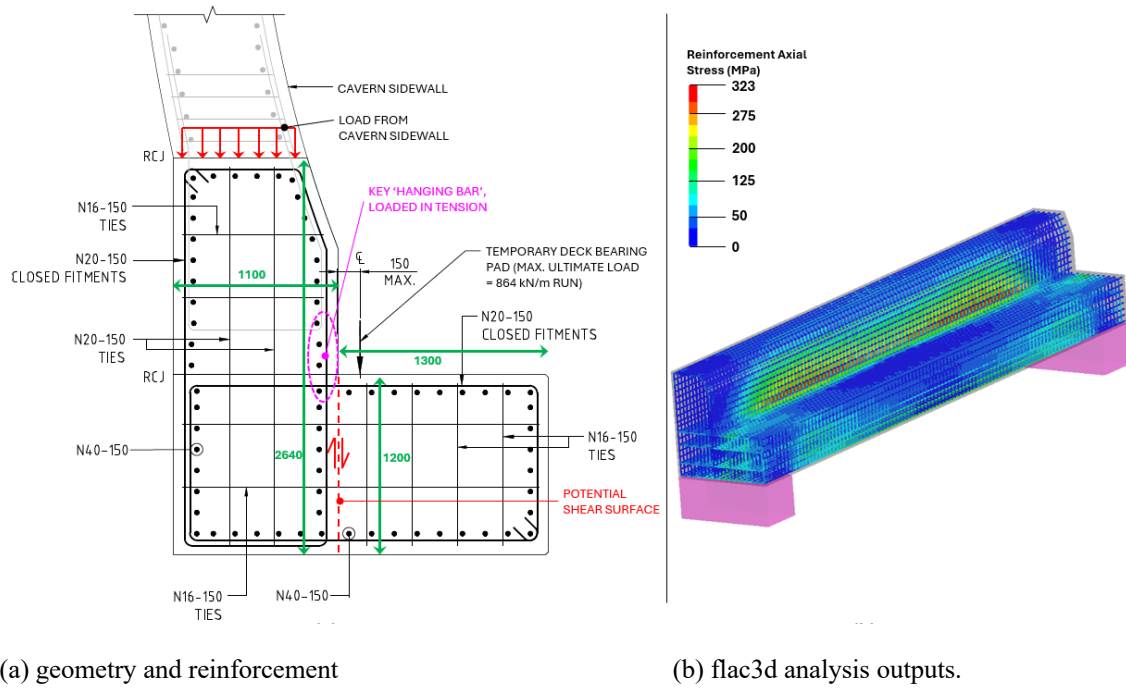 CAVERN SIDEWALL
LOAD FROM
CAVERN SIDEWALL
RCJ
KEY 'HANGING BAR',
LOADED IN TENSION
N16-150
TIES
N20-150
CLOSED FITMENTS
1100
℄
150
MAX.
TEMPORARY DECK BEARING
PAD (MAX. ULTIMATE LOAD
= 864 kN/m RUN)
N20-150
CLOSED FITMENTS
N20-150
TIES
1300
RCJ
N40-150
2640
1200
N16-150
TIES
POTENTIAL
SHEAR SURFACE
N16-150
TIES
N40-150
Reinforcement Axial
Stress (MPa)
323
275
200
125
50
0
(a) geometry and reinforcement
(b) flac3d analysis outputs.